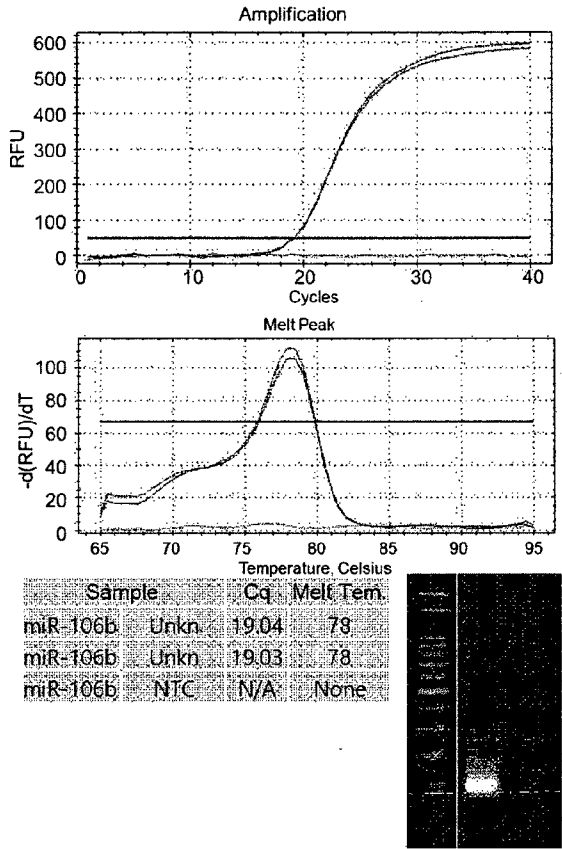 Amplification
600
500
400
300
200
100
0
RFU
0 10 20 30 40
Cycles
Melt Peak
100
80
60
40
20
0
-d(RFU)/dT
65 70 75 80 85 90 95
Temperature, Celsius
Sample Cq Melt Tem.
miR-106b Unkn 19.04 78
miR-106b Unkn 19.03 78
miR-106b NTC N/A None